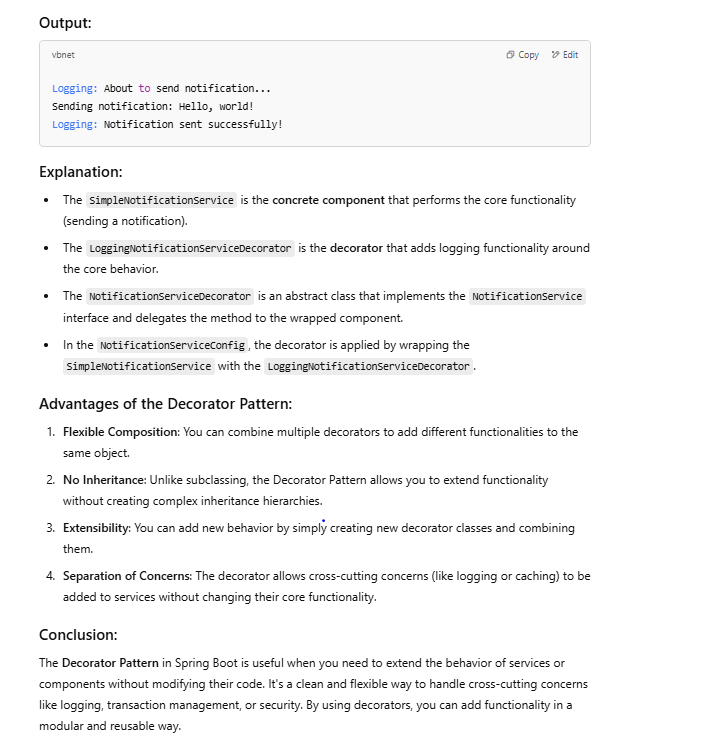 Output:
vbnet
Copy
Edit
Logging: About to send notification...
Sending notification: Hello, world!
Logging: Notification sent successfully!
Explanation:
• The SimpleNotificationService is the concrete component that performs the core functionality
(sending a notification).
• The LoggingNotificationServiceDecorator is the decorator that adds logging functionality around
the core behavior.
• The NotificationServiceDecorator is an abstract class that implements the NotificationService
interface and delegates the method to the wrapped component.
• In the NotificationServiceConfig, the decorator is applied by wrapping the
SimpleNotificationService with the LoggingNotificationServiceDecorator.
Advantages of the Decorator Pattern:
1. Flexible Composition: You can combine multiple decorators to add different functionalities to the
same object.
2. No Inheritance: Unlike subclassing, the Decorator Pattern allows you to extend functionality
without creating complex inheritance hierarchies.
3. Extensibility: You can add new behavior by simply creating new decorator classes and combining
them.
4. Separation of Concerns: The decorator allows cross-cutting concerns (like logging or caching) to be
added to services without changing their core functionality.
Conclusion:
The Decorator Pattern in Spring Boot is useful when you need to extend the behavior of services or
components without modifying their code. It's a clean and flexible way to handle cross-cutting concerns
like logging, transaction management, or security. By using decorators, you can add functionality in a
modular and reusable way.